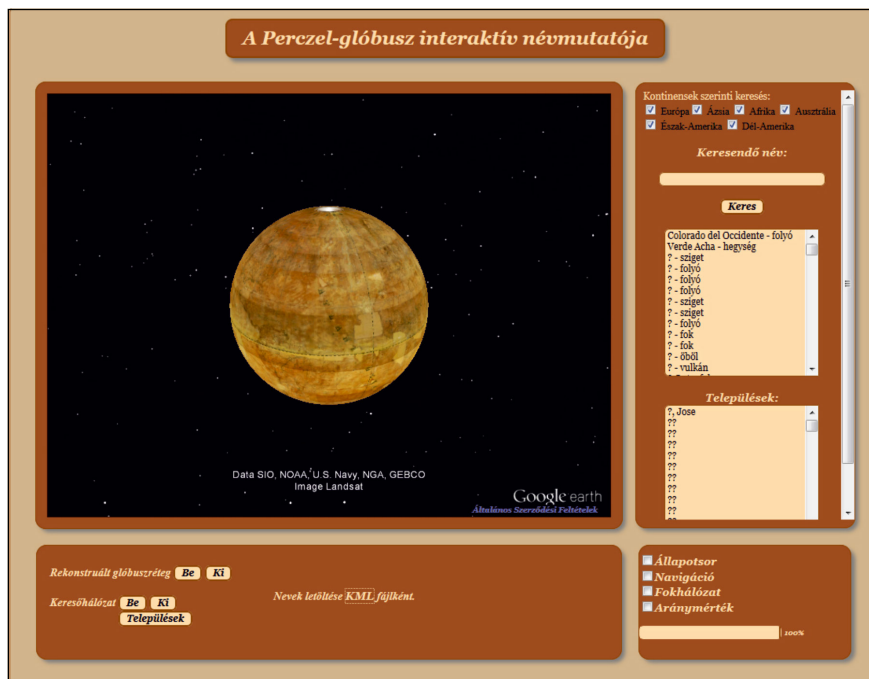 A Perczel-glóbusz interaktív névmutatója
Data SIO, NOAA, U.S. Navy, NGA, GEBCO
Image Landsat
Google earth
Általános Szerződési Feltételek
Kontinensek szerinti keresés:
Európa Ázsia Afrika Ausztrália
Észak-Amerika Dél-Amerika
Keresendő név:
Keres
Colorado del Occidente - folyó
Verde Acha - hegység
? - sziget
? - folyó
? - folyó
? - folyó
? - sziget
? - sziget
? - folyó
? - fok
? - fok
? - öböl
? - vulkán
Települések:
?, Jose
??
??
??
??
??
??
??
??
??
??
Rekonstruált glóbuszréteg Be Ki
Keresőhálózat Be Ki
Települések
Nevek letöltése KML fájlként.
Állapotsor
Navigáció
Fokhálózat
Aránymérték
100%